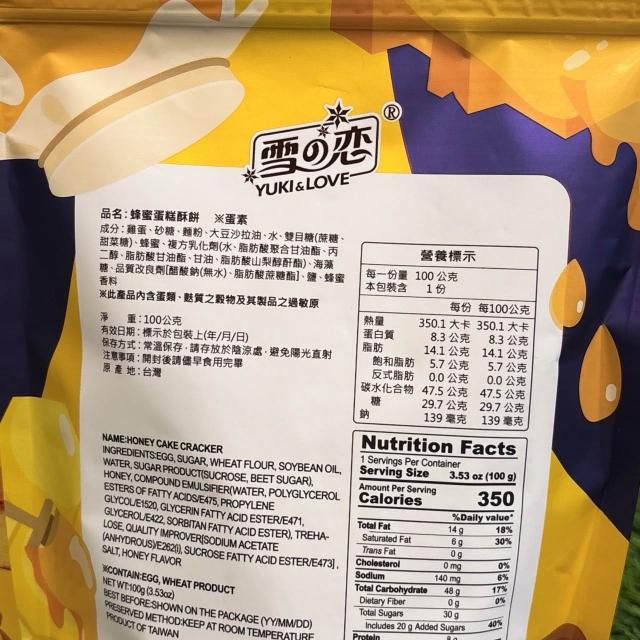 雪の恋®
YUKI&LOVE
品名:蜂蜜蛋糕酥餅 ※蛋素
成分:雞蛋、砂糖、麵粉、大豆沙拉油、水、雙目糖(蔗糖、
甜菜糖)、蜂蜜、複方乳化劑(水、脂肪酸聚合甘油酯、丙
二醇、脂肪酸甘油酯、甘油、脂肪酸山梨醇酐酯)、海藻
糖、品質改良劑[醋酸鈉(無水)、脂肪酸蔗糖酯]、鹽、蜂蜜
香料
※此產品內含蛋類、麩質之穀物及其製品之過敏原
淨 重:100公克
有效日期:標示於包裝上(年/月/日)
保存方式:常溫保存,請存放於陰涼處,避免陽光直射
注意事項:開封後請儘早食用完畢
原 產 地:台灣
營養標示
每一份量 100 公克
本包裝含 1 份
每份 每100公克
熱量 350.1 大卡 350.1 大卡
蛋白質 8.3 公克 8.3 公克
脂肪 14.1 公克 14.1 公克
飽和脂肪 5.7 公克 5.7 公克
反式脂肪 0.0 公克 0.0 公克
碳水化合物 47.5 公克 47.5 公克
糖 29.7 公克 29.7 公克
鈉 139 毫克 139 毫克
NAME:HONEY CAKE CRACKER
INGREDIENTS:EGG, SUGAR, WHEAT FLOUR, SOYBEAN OIL,
WATER, SUGAR PRODUCT(SUCROSE, BEET SUGAR),
HONEY, COMPOUND EMULSIFIER(WATER, POLYGLYCEROL
ESTERS OF FATTY ACIDS/E475, PROPYLENE
GLYCOL/E1520, GLYCERIN FATTY ACID ESTER/E471,
GLYCEROL/E422, SORBITAN FATTY ACID ESTER), TREHA-
LOSE, QUALITY IMPROVER[SODIUM ACETATE
(ANHYDROUS)/E262(i), SUCROSE FATTY ACID ESTER/E473] ,
SALT, HONEY FLAVOR
※CONTAIN:EGG, WHEAT PRODUCT
NET WT:100g (3.53oz)
BEST BEFORE:SHOWN ON THE PACKAGE (YY/MM/DD)
PRESERVED METHOD:KEEP AT ROOM TEMPERATURE
PRODUCT OF TAIWAN
Nutrition Facts
1 Servings Per Container
Serving Size 3.53 oz (100 g)
Amount Per Serving
Calories 350
%Daily value*
Total Fat 14 g 18%
Saturated Fat 6 g 30%
Trans Fat 0 g
Cholesterol 0 mg 0%
Sodium 140 mg 6%
Total Carbohydrate 48 g 17%
Dietary Fiber 0 g 0%
Total Sugars 30 g
Includes 20 g Added Sugars 40%
Protein 8 g